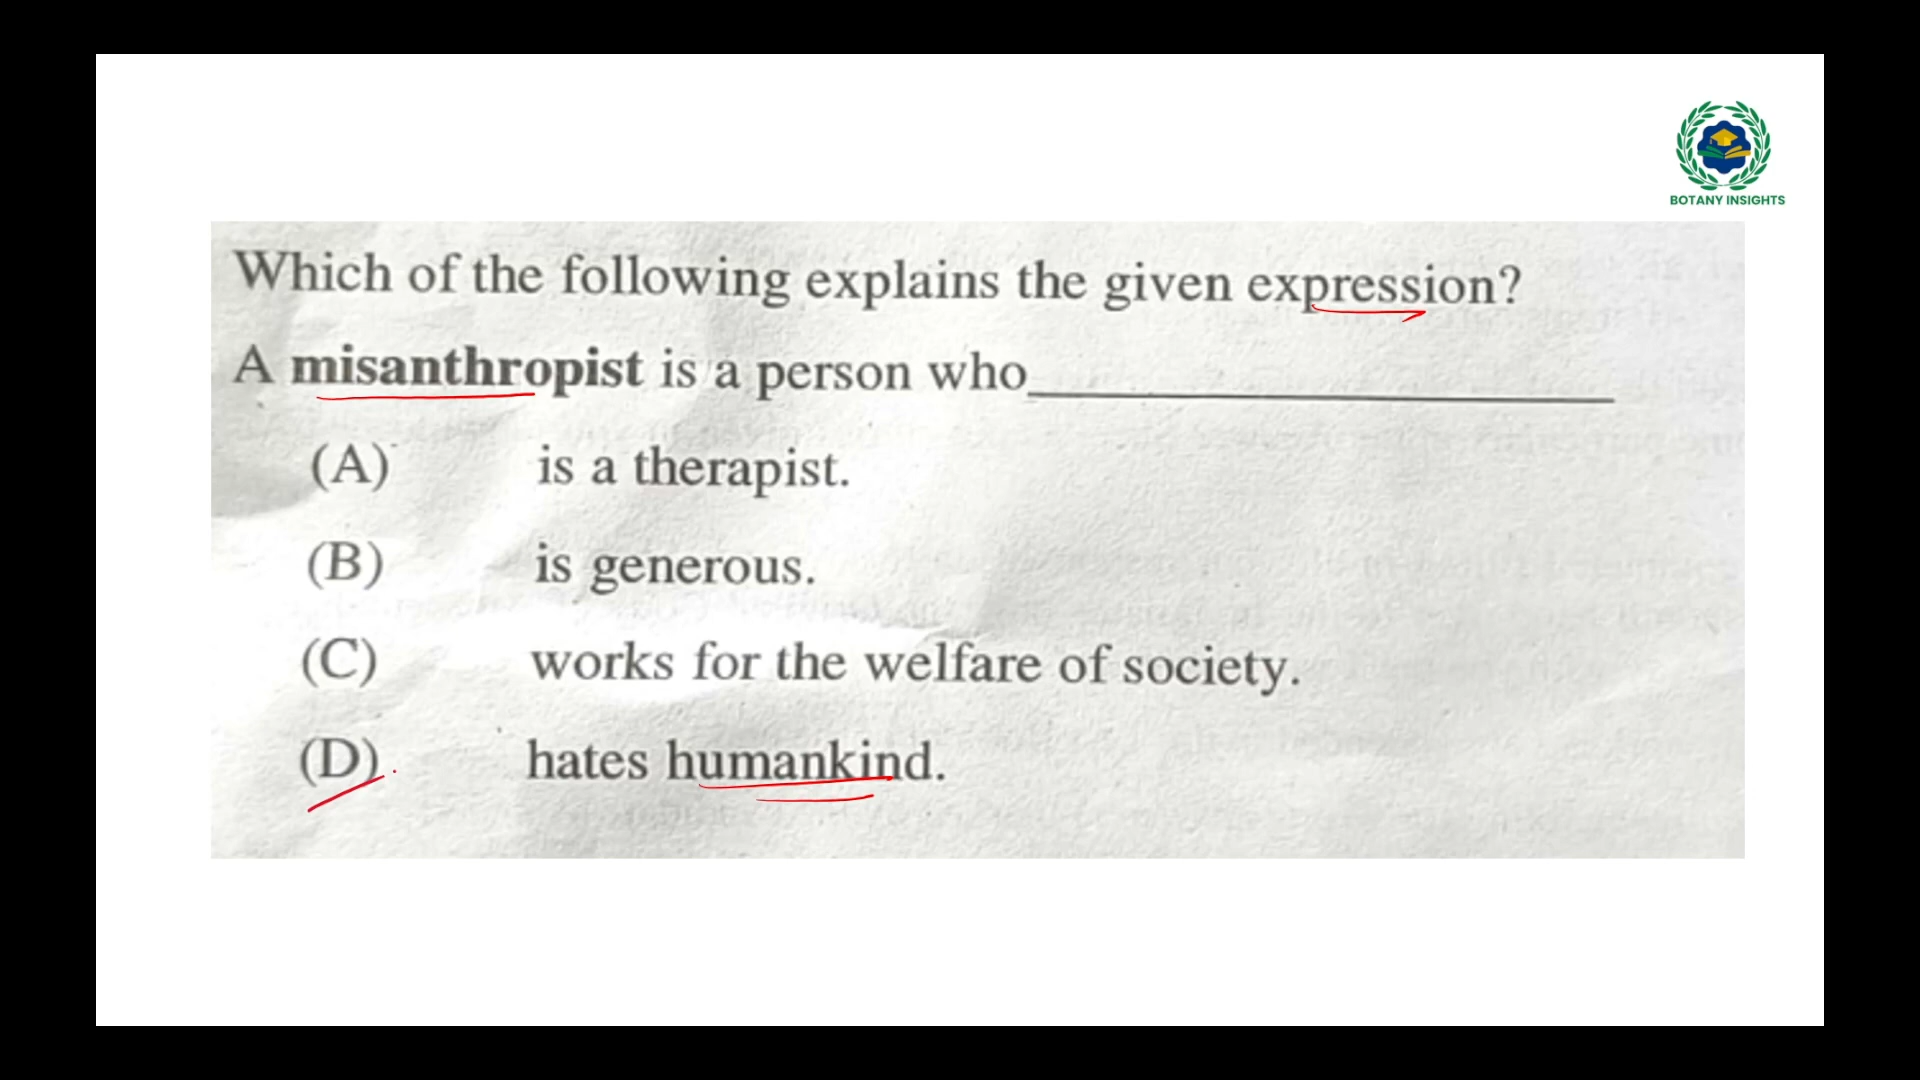 BOTANY INSIGHTS
Which of the following explains the given expression?
A misanthropist is a person who
(A) is a therapist.
(B) is generous.
(C) works for the welfare of society.
(D) hates humankind.